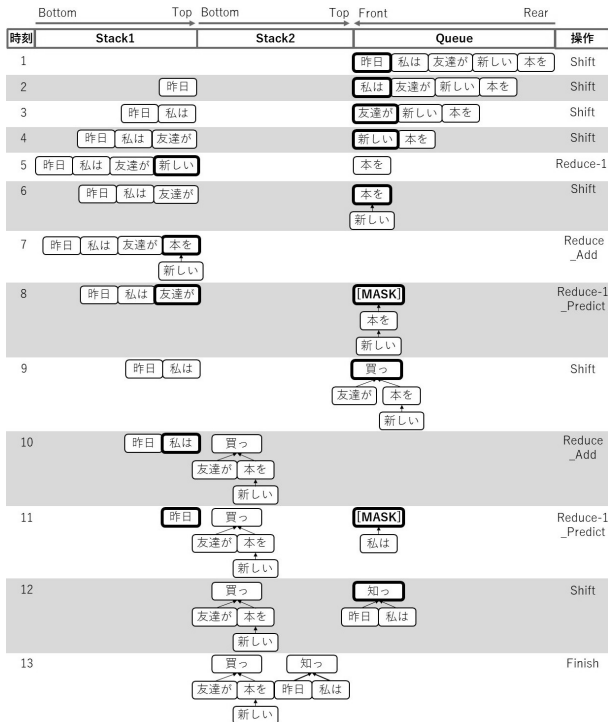 Bottom Top Bottom Top Front Rear
時刻 Stack1 Stack2 Queue 操作
1 昨日 私は 友達が 新しい 本を Shift
2 昨日 私は 友達が 新しい 本を Shift
3 昨日 私は 友達が 新しい 本を Shift
4 昨日 私は 友達が 新しい 本を Shift
5 昨日 私は 友達が 新しい 本を Reduce-1
6 昨日 私は 友達が 本を Shift
新しい
7 昨日 私は 友達が 本を Reduce
_Add
新しい
8 昨日 私は 友達が [MASK] Reduce-1
_Predict
本を
新しい
9 昨日 私は 買っ Shift
友達が 本を
新しい
10 昨日 私は 買っ Reduce
_Add
友達が 本を
新しい
11 昨日 買っ [MASK] Reduce-1
_Predict
友達が 本を 私は
新しい
12 買っ 知っ Shift
友達が 本を 昨日 私は
新しい
13 買っ 知っ Finish
友達が 本を 昨日 私は
新しい